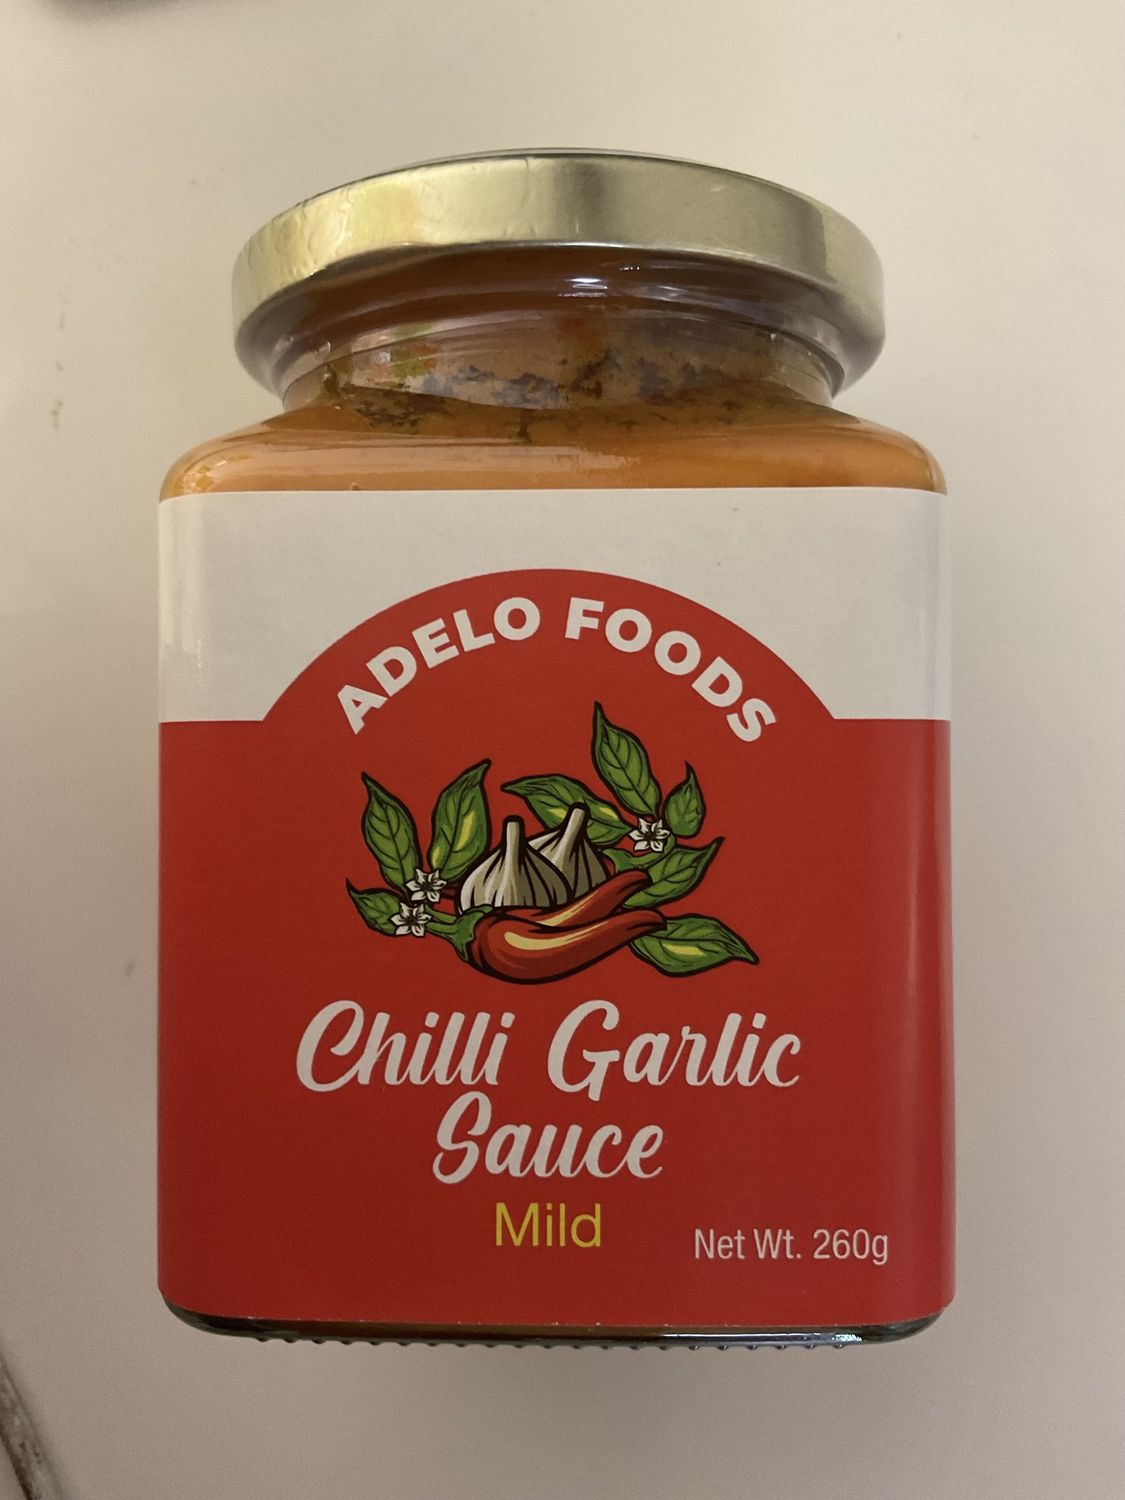 ADELO FOODS
Chilli Garlic
Sauce
Mild
Net Wt. 260g